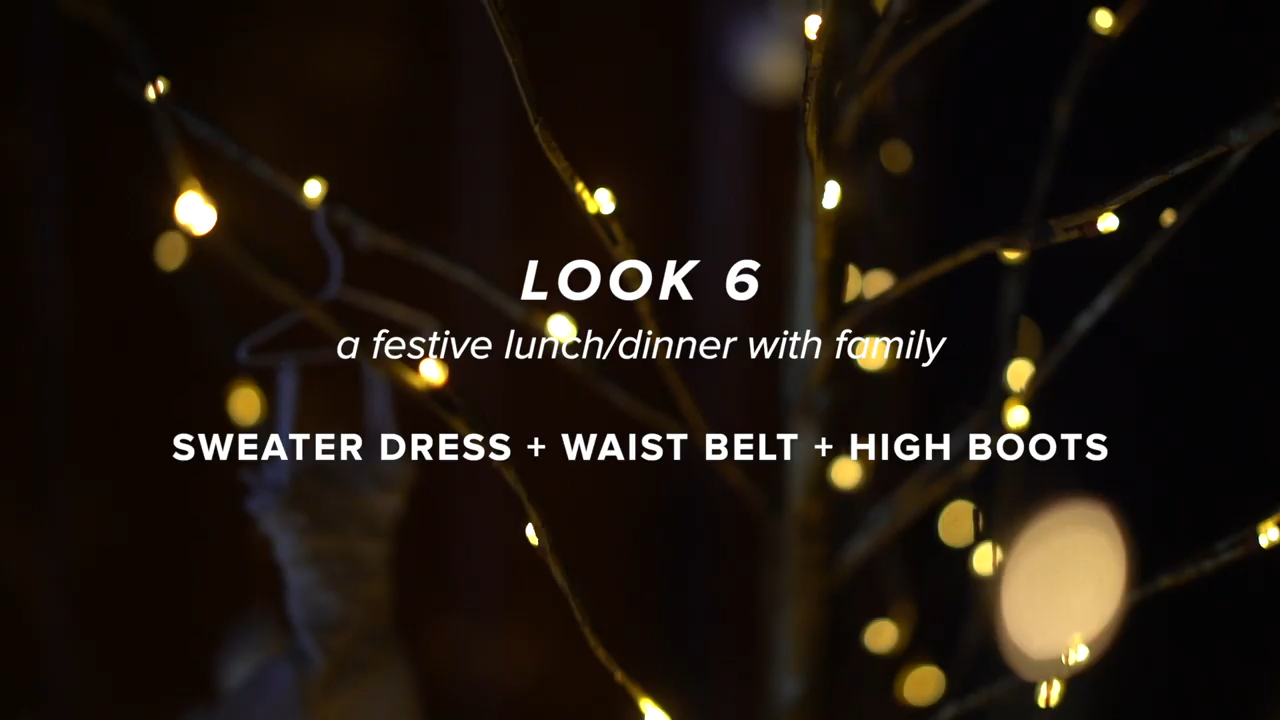 LOOK 6
a festive lunch/dinner with family
SWEATER DRESS + WAIST BELT + HIGH BOOTS